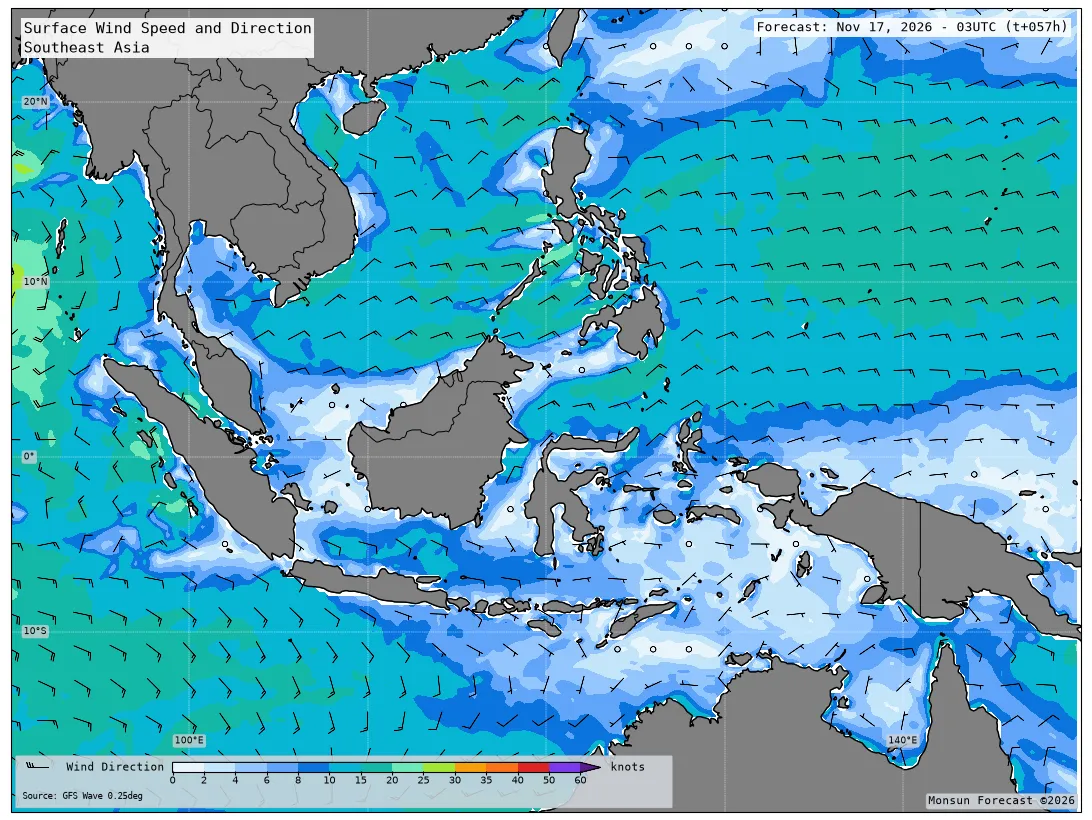 Surface Wind Speed and Direction
Southeast Asia
Forecast: Nov 17, 2026 - 03UTC (t+057h)
20°N
10°N
0°
10°S
100°E
140°E
Wind Direction
knots
0 2 4 6 8 10 15 20 25 30 35 40 50 60
Source: GFS Wave 0.25deg
Monsun Forecast ©2026